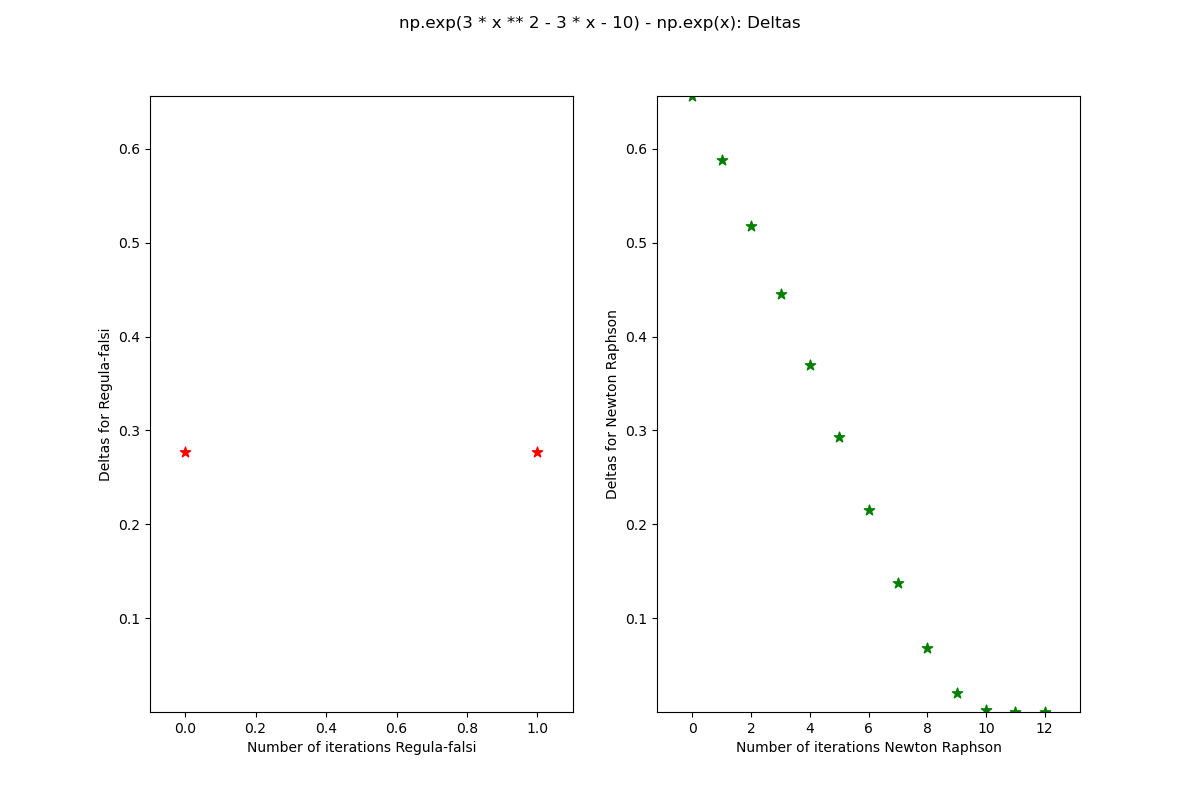 np.exp(3 * x ** 2 - 3 * x - 10) - np.exp(x): Deltas
Deltas for Regula-falsi
0.6
0.5
0.4
0.3
0.2
0.1
0.0 0.2 0.4 0.6 0.8 1.0
Number of iterations Regula-falsi
Deltas for Newton Raphson
0.6
0.5
0.4
0.3
0.2
0.1
0 2 4 6 8 10 12
Number of iterations Newton Raphson